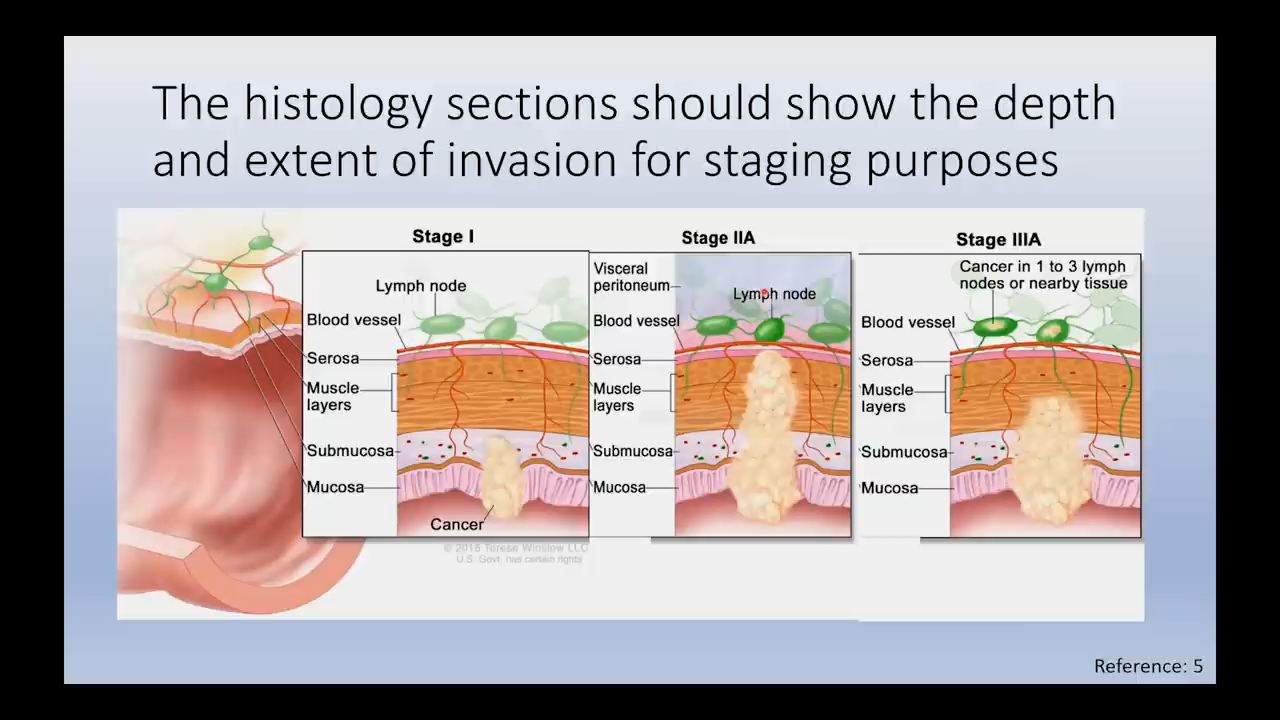 The histology sections should show the depth
and extent of invasion for staging purposes
Stage I
Lymph node
Blood vessel
Serosa
Muscle
layers
Submucosa
Mucosa
Cancer
© 2018 Terese Winslow LLC
U.S. Govt. has certain rights
Stage IIA
Visceral
peritoneum
Lymph node
Blood vessel
Serosa
Muscle
layers
Submucosa
Mucosa
Stage IIIA
Cancer in 1 to 3 lymph
nodes or nearby tissue
Blood vessel
Serosa
Muscle
layers
Submucosa
Mucosa
Reference: 5